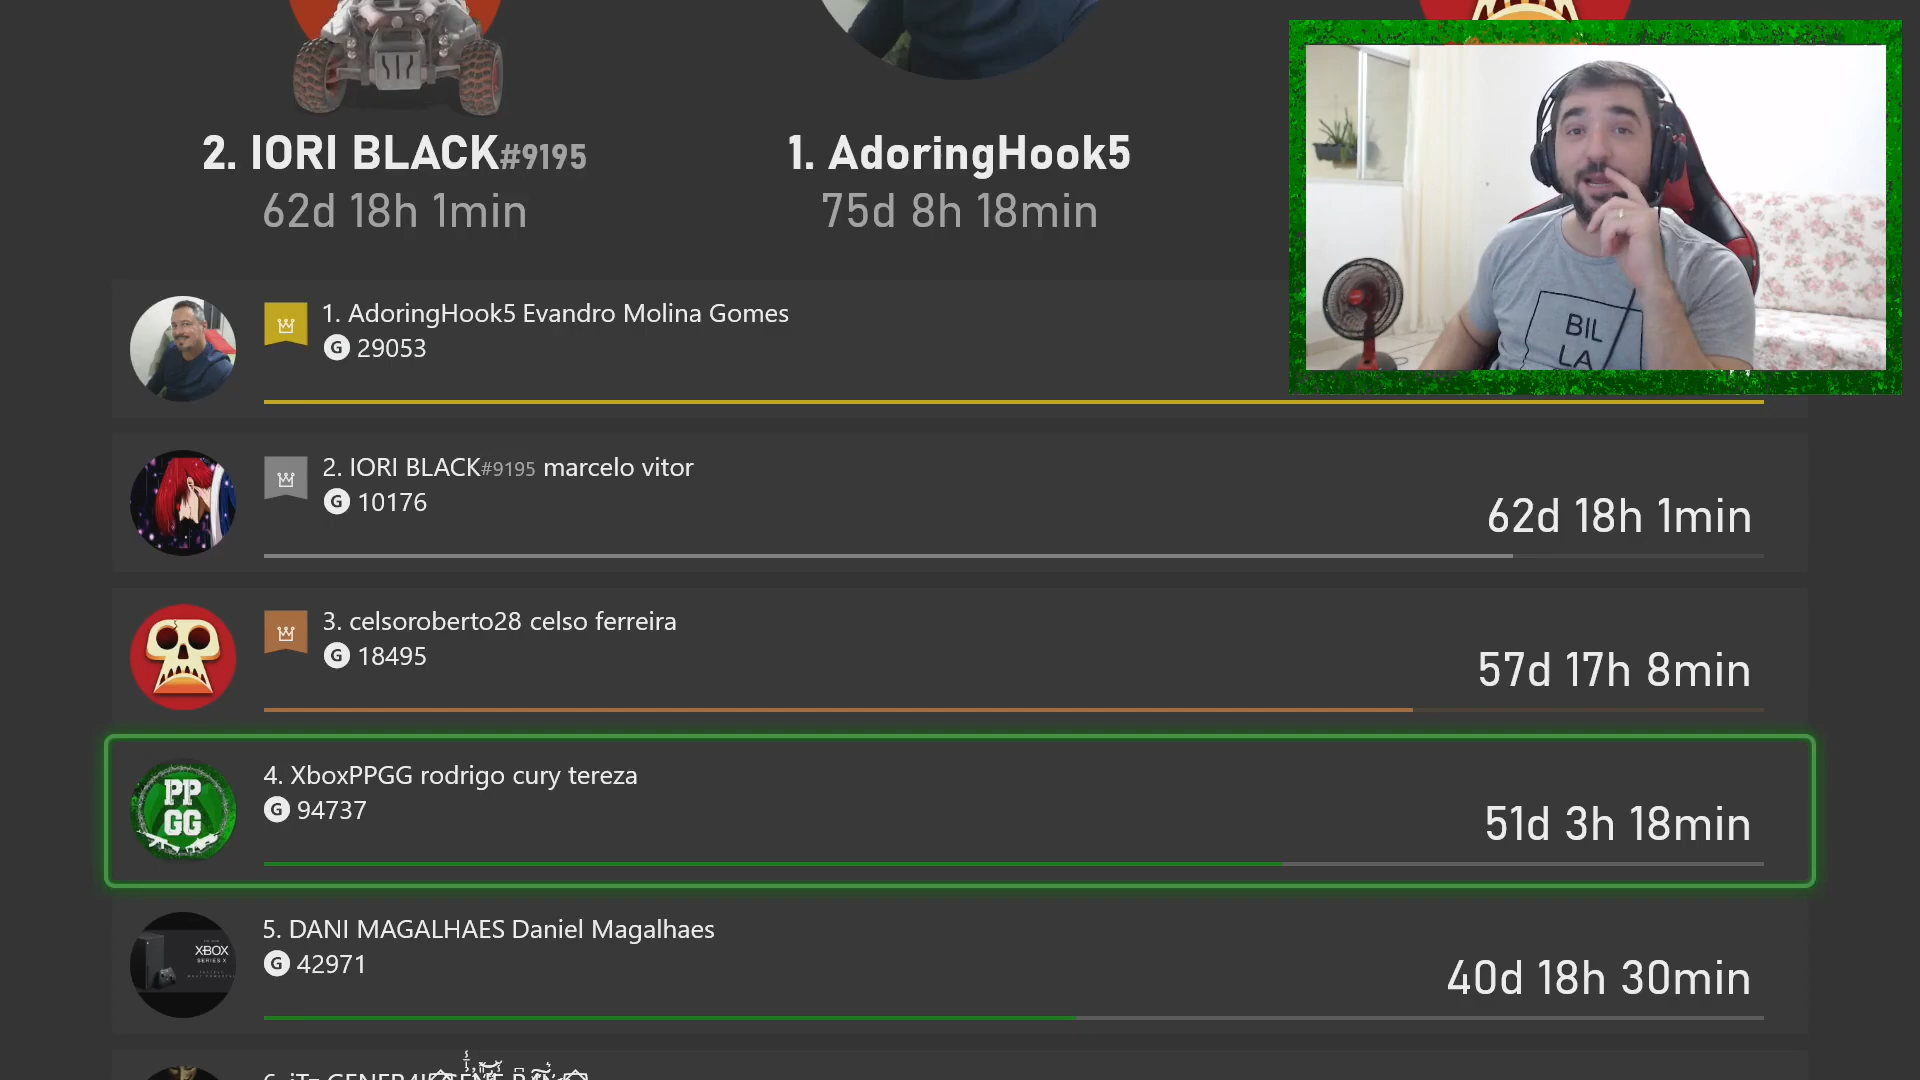 2. IORI BLACK#9195
62d 18h 1min
1. AdoringHook5
75d 8h 18min
1. AdoringHook5 Evandro Molina Gomes
G 29053
2. IORI BLACK#9195 marcelo vitor
G 10176
62d 18h 1min
3. celsoroberto28 celso ferreira
G 18495
57d 17h 8min
PP
GG
4. XboxPPGG rodrigo cury tereza
G 94737
51d 3h 18min
XBOX
SERIES X
5. DANI MAGALHAES Daniel Magalhaes
G 42971
40d 18h 30min
BIL
LA